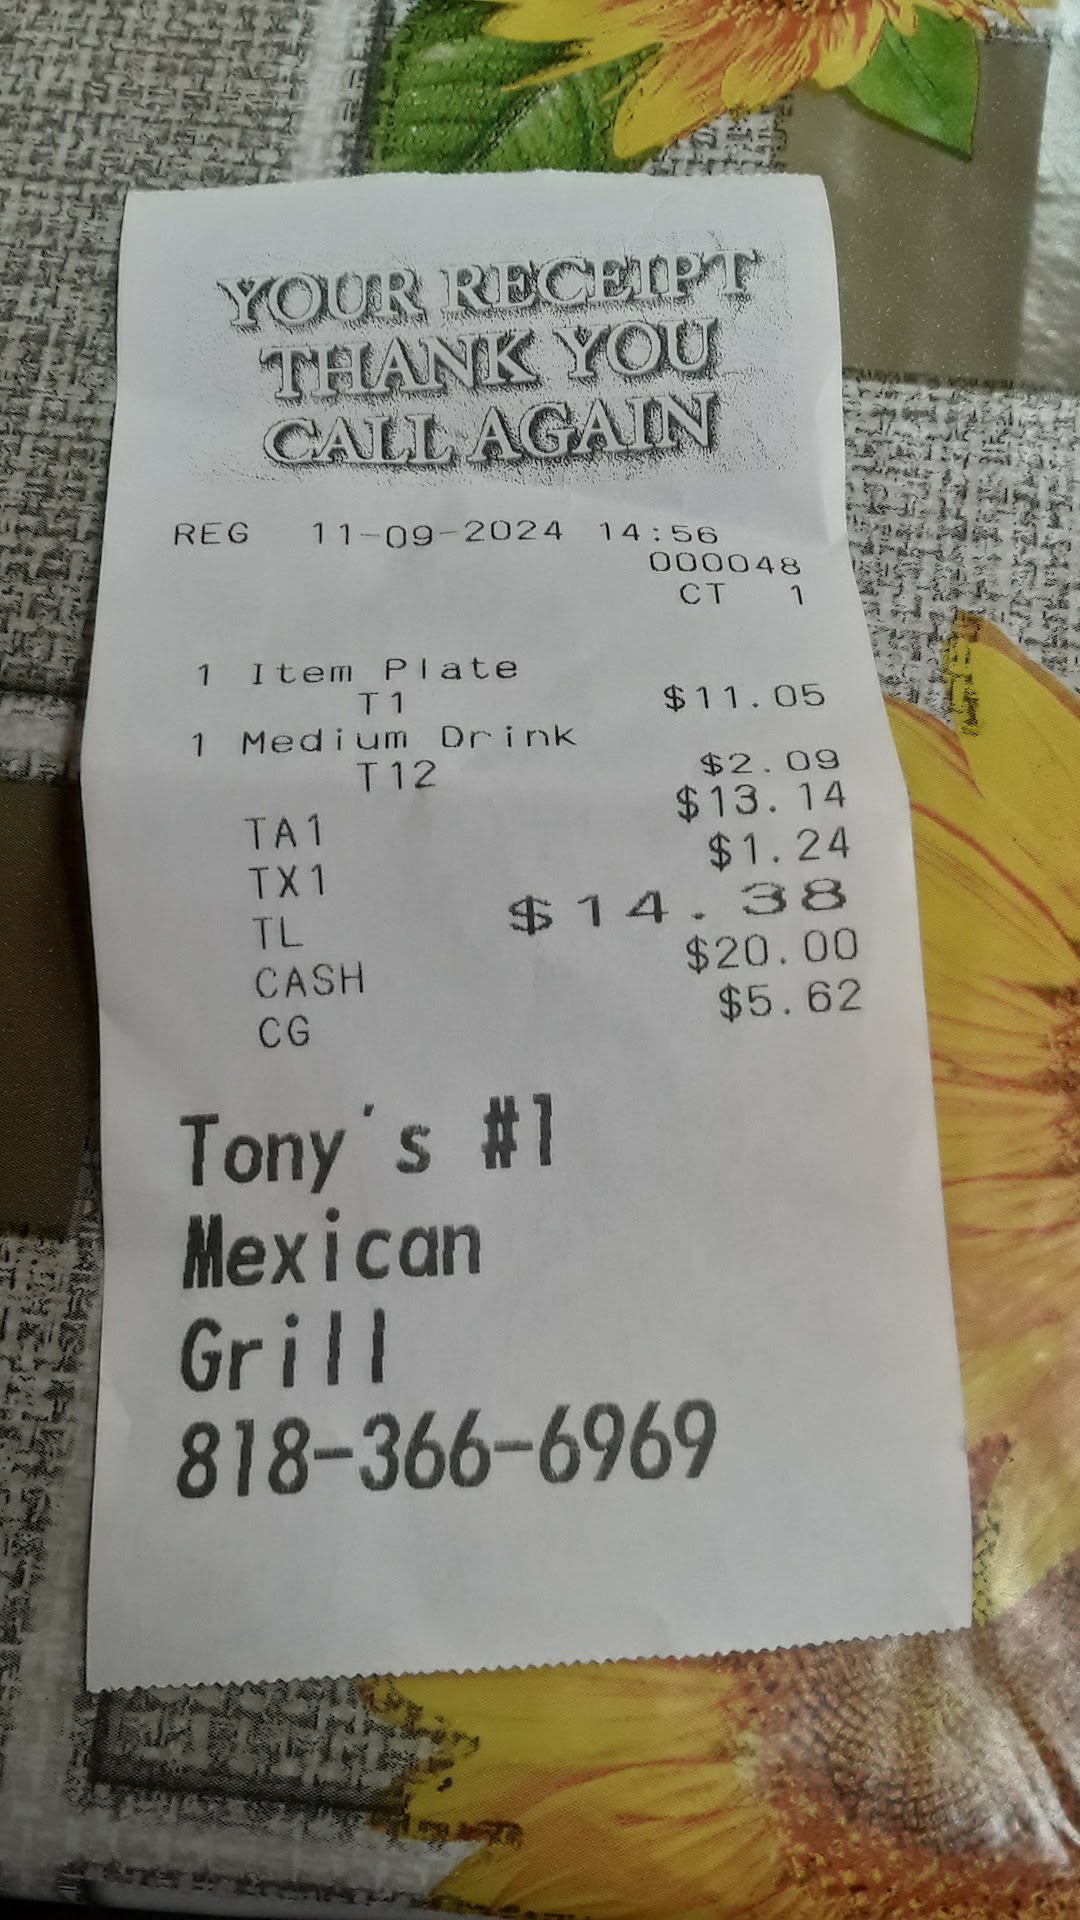 YOUR RECEIPT
THANK YOU
CALL AGAIN
REG 11-09-2024 14:56
000048
CT 1
1 Item Plate
T1 $11.05
1 Medium Drink
T12 $2.09
TA1 $13.14
TX1 $1.24
TL $14.38
CASH $20.00
CG $5.62
Tony's #1
Mexican
Grill
818-366-6969